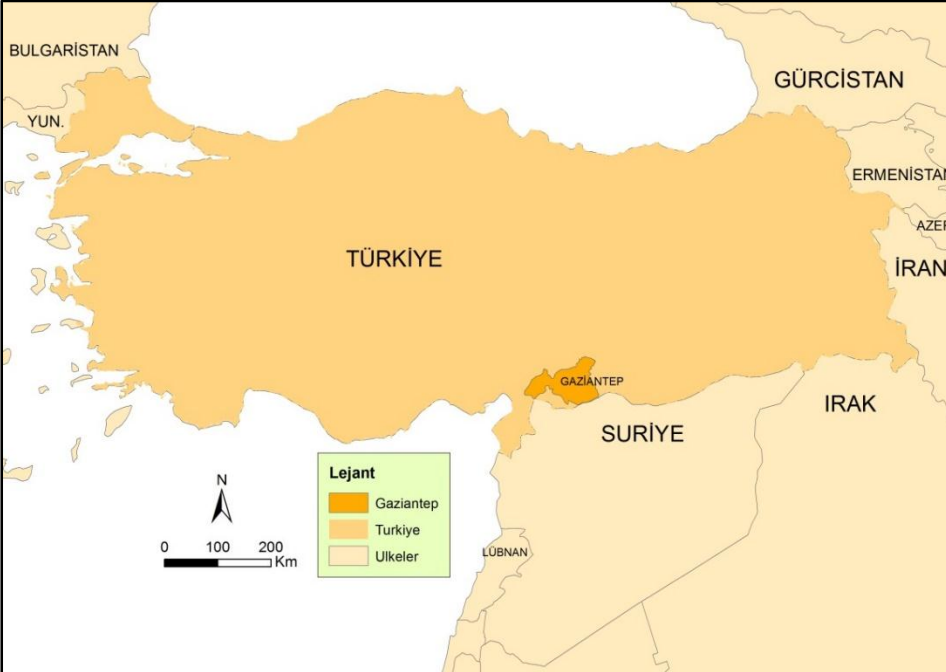 BULGARİSTAN
GÜRCİSTAN
YUN.
ERMENİSTAN
AZER
TÜRKİYE
İRAN
GAZİANTEP
IRAK
SURİYE
Lejant
N
Gaziantep
Turkiye
0 100 200
Km
Ulkeler
LÜBNAN